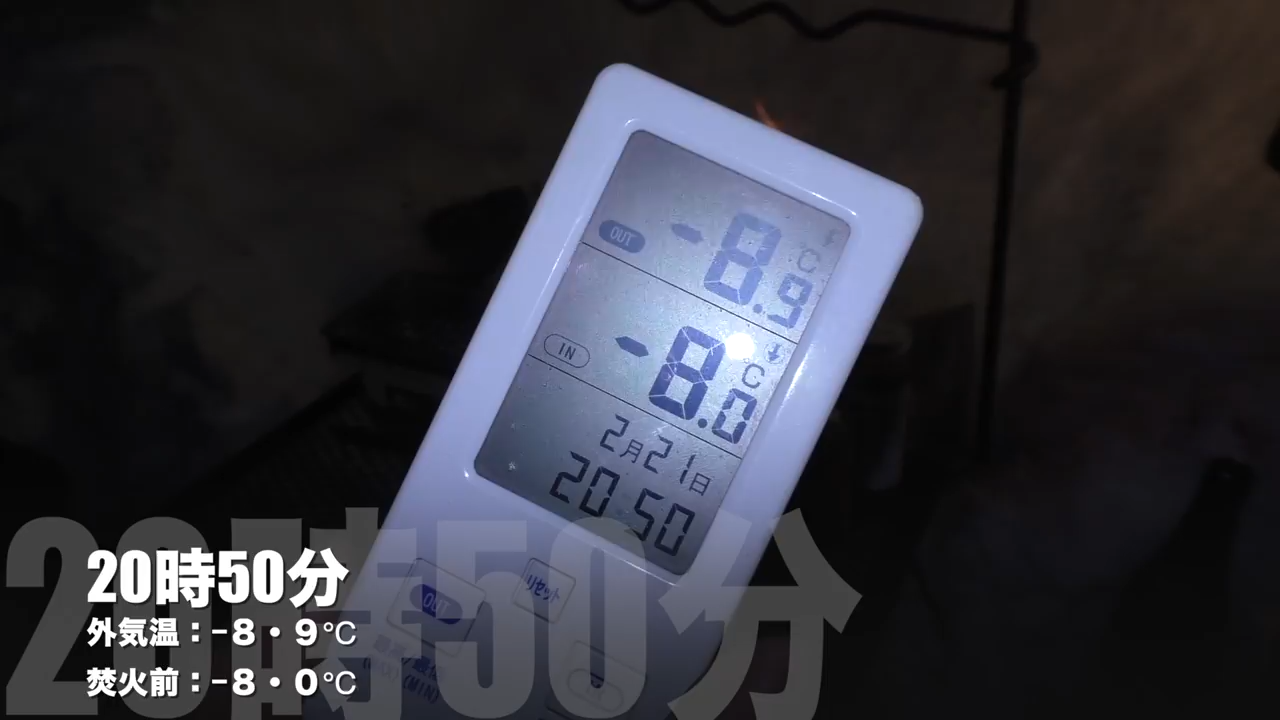 F
OUT -8.9 ℃
IN -8.0 ℃
2月21日
20 50
リセット
OUT
(MIN)
20時50分
20時50分
外気温：-8・9℃
焚火前：-8・0℃